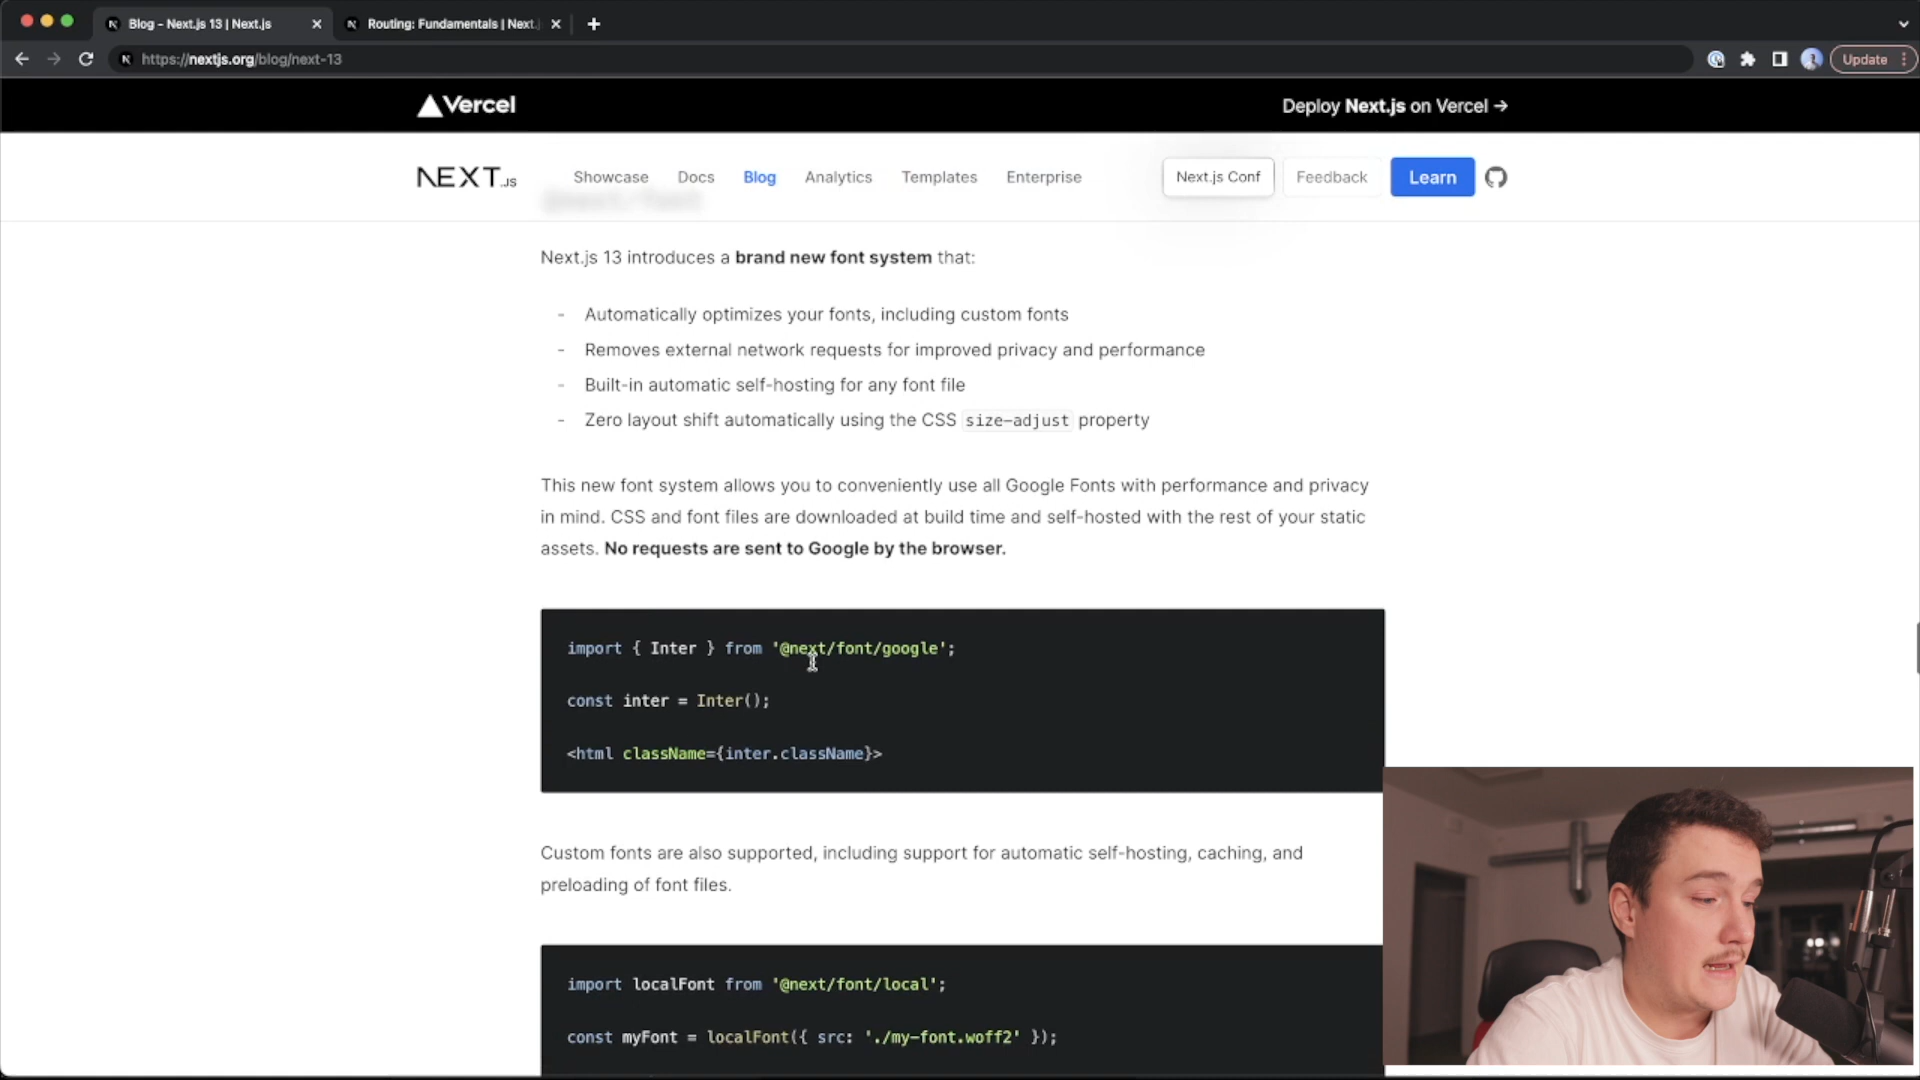 Blog - Next.js 13 | Next.js
Routing: Fundamentals | Next.
https://nextjs.org/blog/next-13
Update
Vercel
Deploy Next.js on Vercel →
NEXT.JS
Showcase
Docs
Blog
Analytics
Templates
Enterprise
Next.js Conf
Feedback
Learn
@next/font
Next.js 13 introduces a brand new font system that:
- Automatically optimizes your fonts, including custom fonts
- Removes external network requests for improved privacy and performance
- Built-in automatic self-hosting for any font file
- Zero layout shift automatically using the CSS size-adjust property
This new font system allows you to conveniently use all Google Fonts with performance and privacy
in mind. CSS and font files are downloaded at build time and self-hosted with the rest of your static
assets. No requests are sent to Google by the browser.
import { Inter } from '@next/font/google';
const inter = Inter();
<html className={inter.className}>
Custom fonts are also supported, including support for automatic self-hosting, caching, and
preloading of font files.
import localFont from '@next/font/local';
const myFont = localFont({ src: './my-font.woff2' });